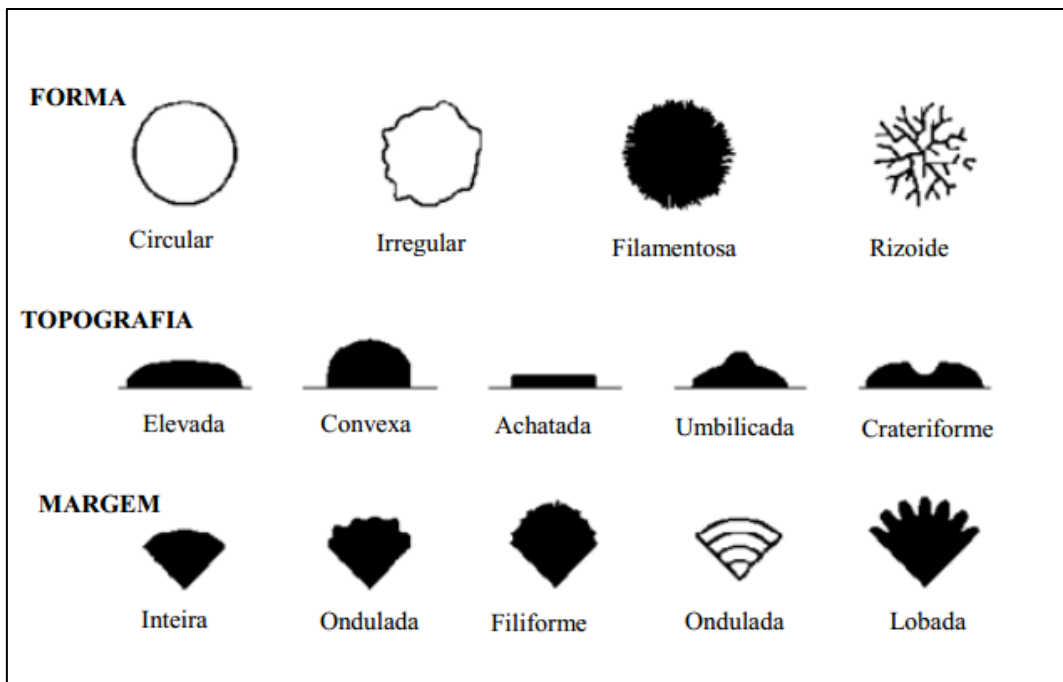 FORMA
Circular Irregular Filamentosa Rizoide
TOPOGRAFIA
Elevada Convexa Achatada Umbilicada Crateriforme
MARGEM
Inteira Ondulada Filiforme Ondulada Lobada